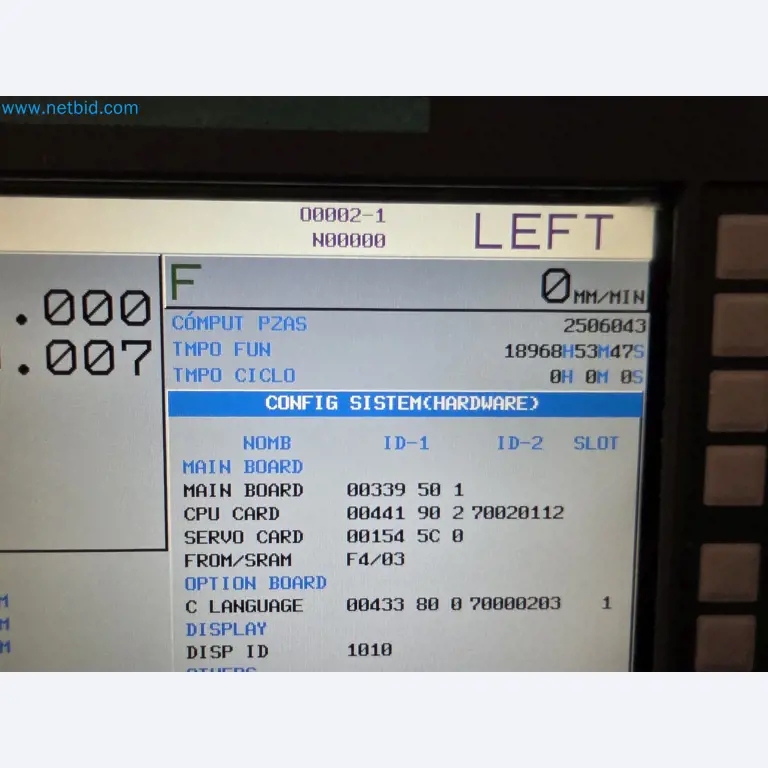 www.netbid.com
O0002-1
N00000
LEFT
.000
.007
F 0 MM/MIN
CÓMPUT PZAS 2506043
TMPO FUN 18968H53M47S
TMPO CICLO 0H 0M 0S
CONFIG SISTEM(HARDWARE)
NOMB ID-1 ID-2 SLOT
MAIN BOARD
MAIN BOARD 00339 50 1
CPU CARD 00441 90 2 70020112
SERVO CARD 00154 5C 0
FROM/SRAM F4/03
OPTION BOARD
C LANGUAGE 00433 80 0 70000203 1
DISPLAY
DISP ID 1010
M
M
M